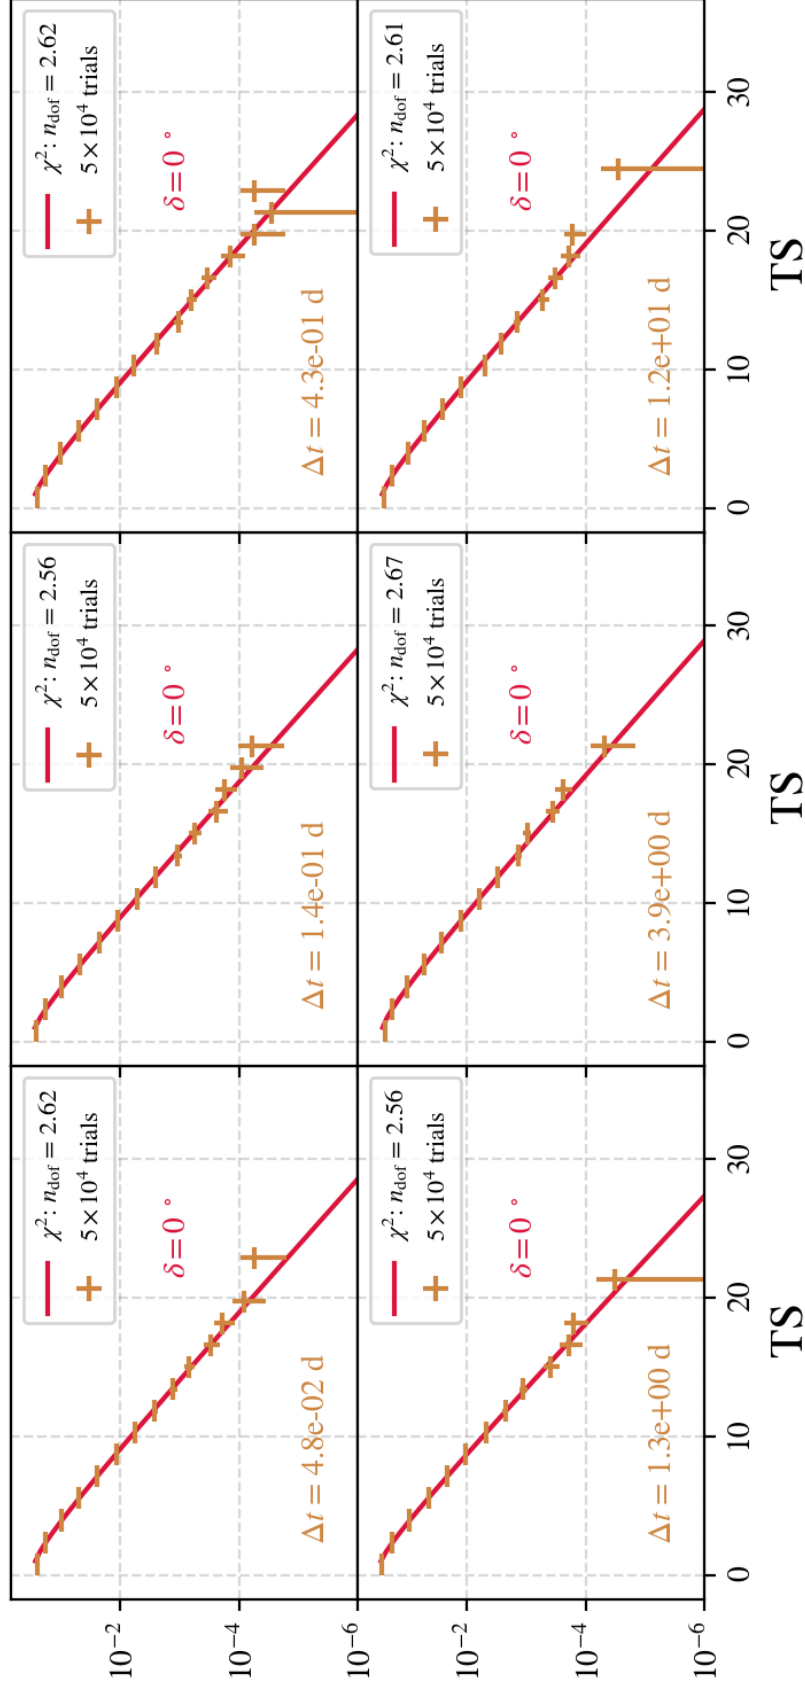 χ²: n_dof = 2.62
5×10⁴ trials
δ=0 °
Δt = 4.8e-02 d
χ²: n_dof = 2.56
5×10⁴ trials
δ=0 °
Δt = 1.4e-01 d
χ²: n_dof = 2.62
5×10⁴ trials
δ=0 °
Δt = 4.3e-01 d
10⁻²
10⁻⁴
10⁻⁶
χ²: n_dof = 2.56
5×10⁴ trials
δ=0 °
Δt = 1.3e+00 d
χ²: n_dof = 2.67
5×10⁴ trials
δ=0 °
Δt = 3.9e+00 d
χ²: n_dof = 2.61
5×10⁴ trials
δ=0 °
Δt = 1.2e+01 d
10⁻²
10⁻⁴
10⁻⁶
0 10 20 30
0 10 20 30
0 10 20 30
TS
TS
TS